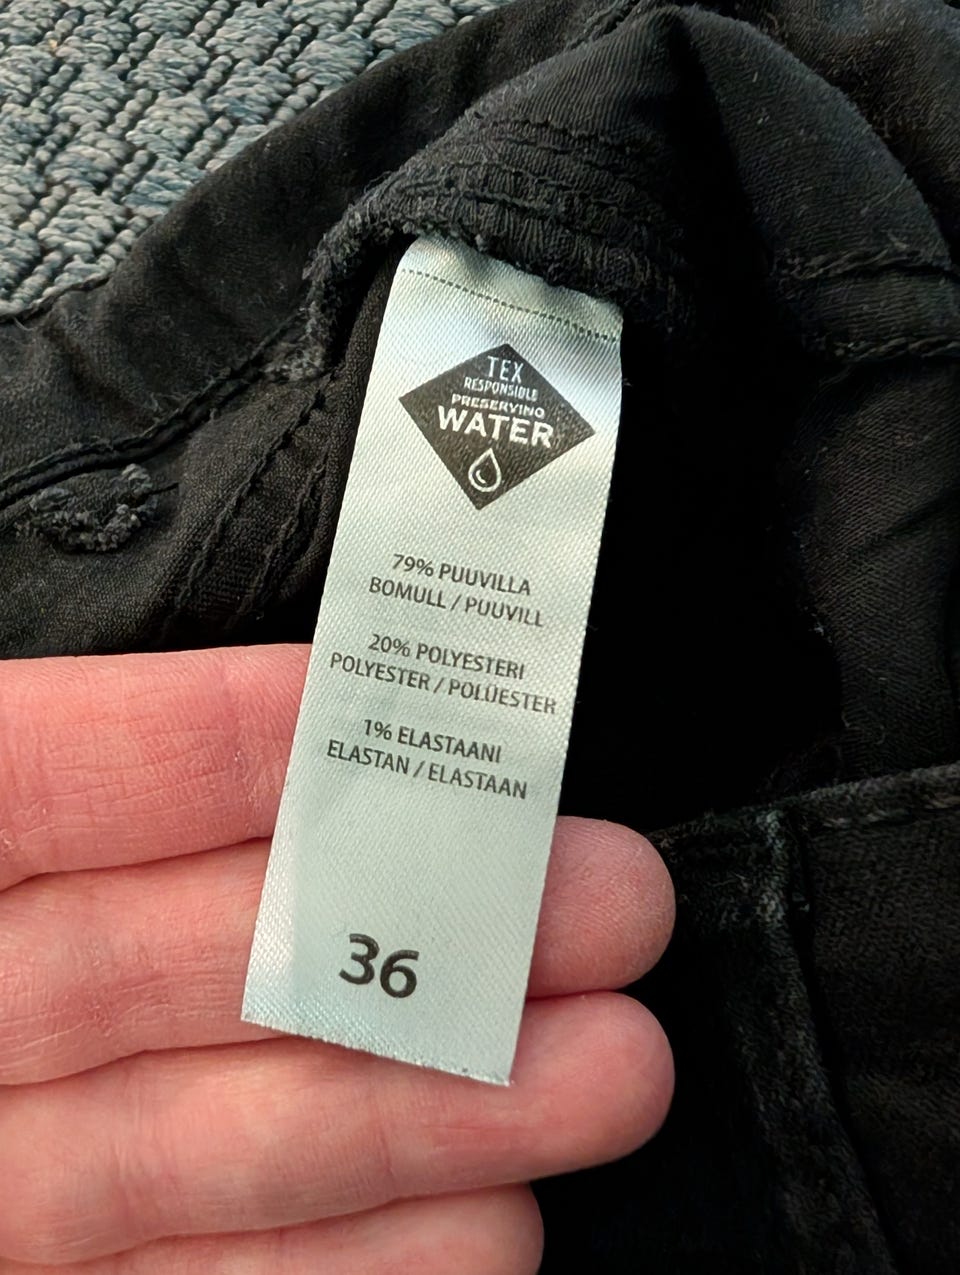 TEX
RESPONSIBLE
PRESERVING
WATER
79% PUUVILLA
BOMULL / PUUVILL
20% POLYESTERI
POLYESTER / POLÜESTER
1% ELASTAANI
ELASTAN / ELASTAAN
36